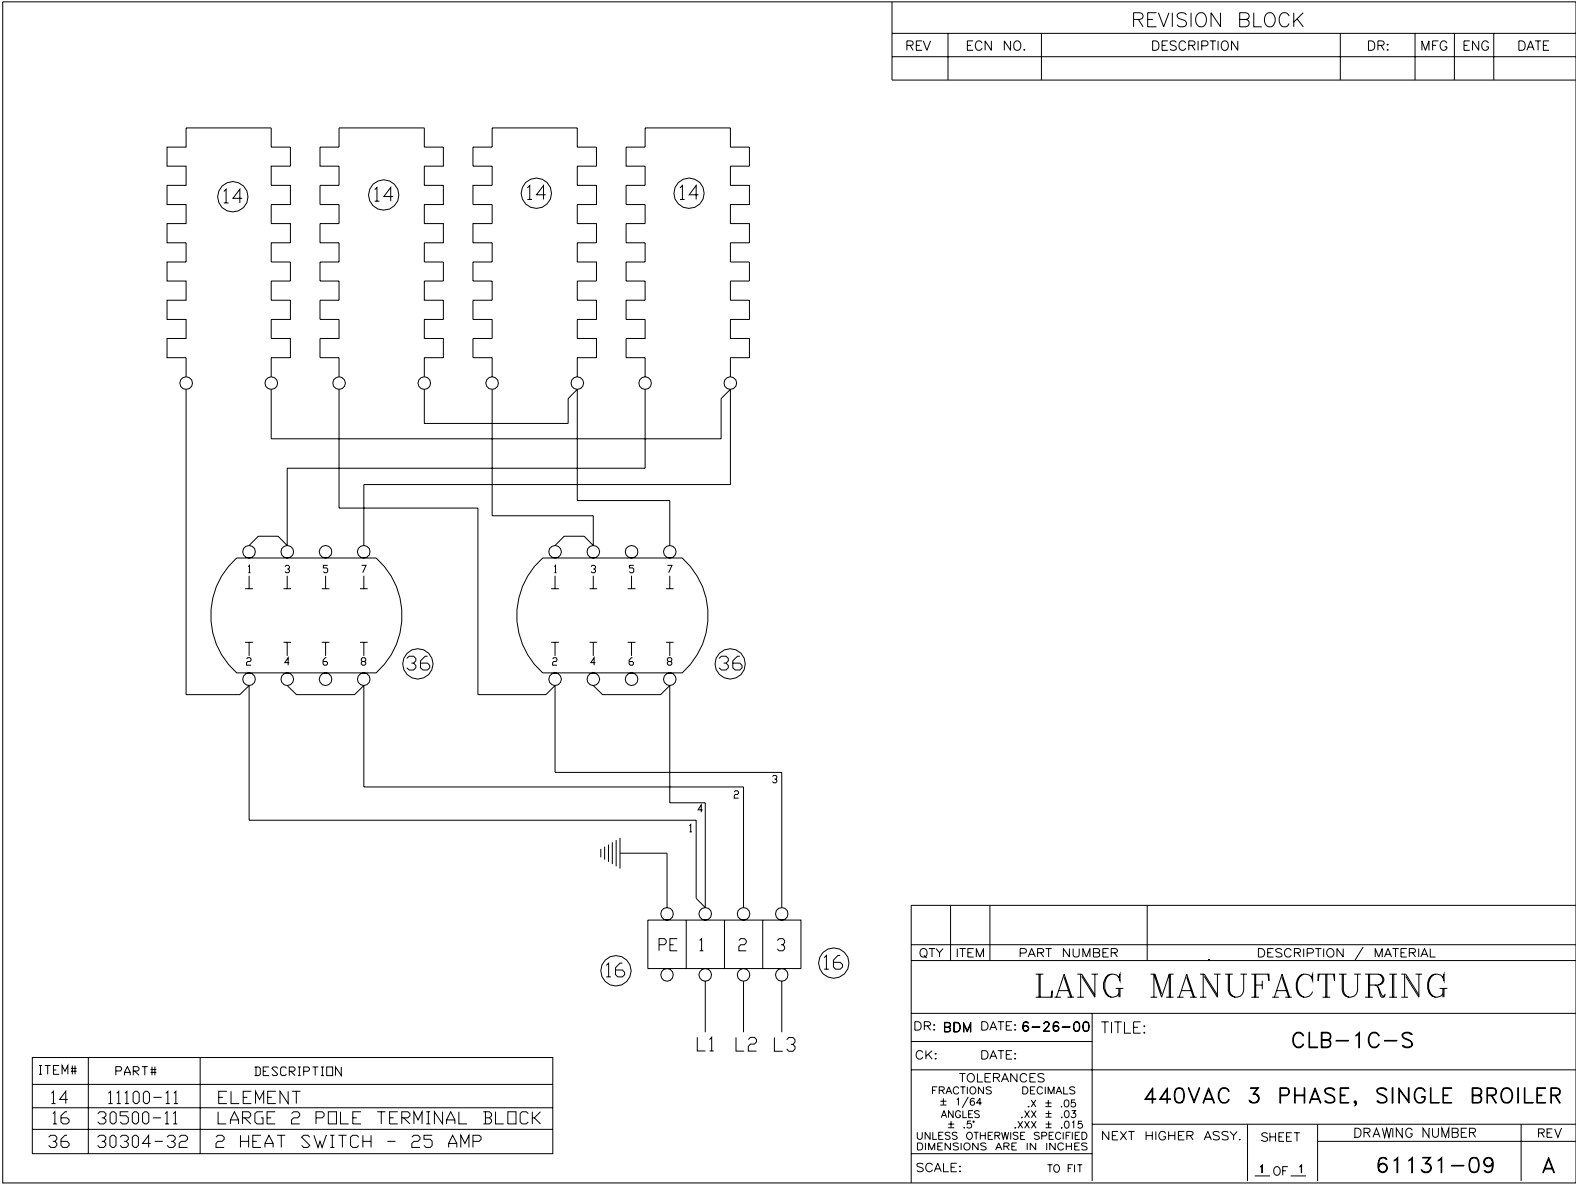 REVISION BLOCK
REV ECN NO. DESCRIPTION DR: MFG ENG DATE
14 14 14 14
1 3 5 7 1 3 5 7
2 4 6 8 2 4 6 8
36 36
3
2
4
1
PE 1 2 3
16 16
L1 L2 L3
ITEM# PART# DESCRIPTION
14 11100-11 ELEMENT
16 30500-11 LARGE 2 POLE TERMINAL BLOCK
36 30304-32 2 HEAT SWITCH - 25 AMP
QTY ITEM PART NUMBER DESCRIPTION / MATERIAL
LANG MANUFACTURING
DR: BDM DATE: 6-26-00 TITLE:
CLB-1C-S
CK: DATE:
TOLERANCES
FRACTIONS DECIMALS
± 1/64 .X ± .05
ANGLES .XX ± .03
± .5° .XXX ± .015
UNLESS OTHERWISE SPECIFIED
DIMENSIONS ARE IN INCHES
440VAC 3 PHASE, SINGLE BROILER
NEXT HIGHER ASSY. SHEET DRAWING NUMBER REV
SCALE: TO FIT 1 OF 1 61131-09 A